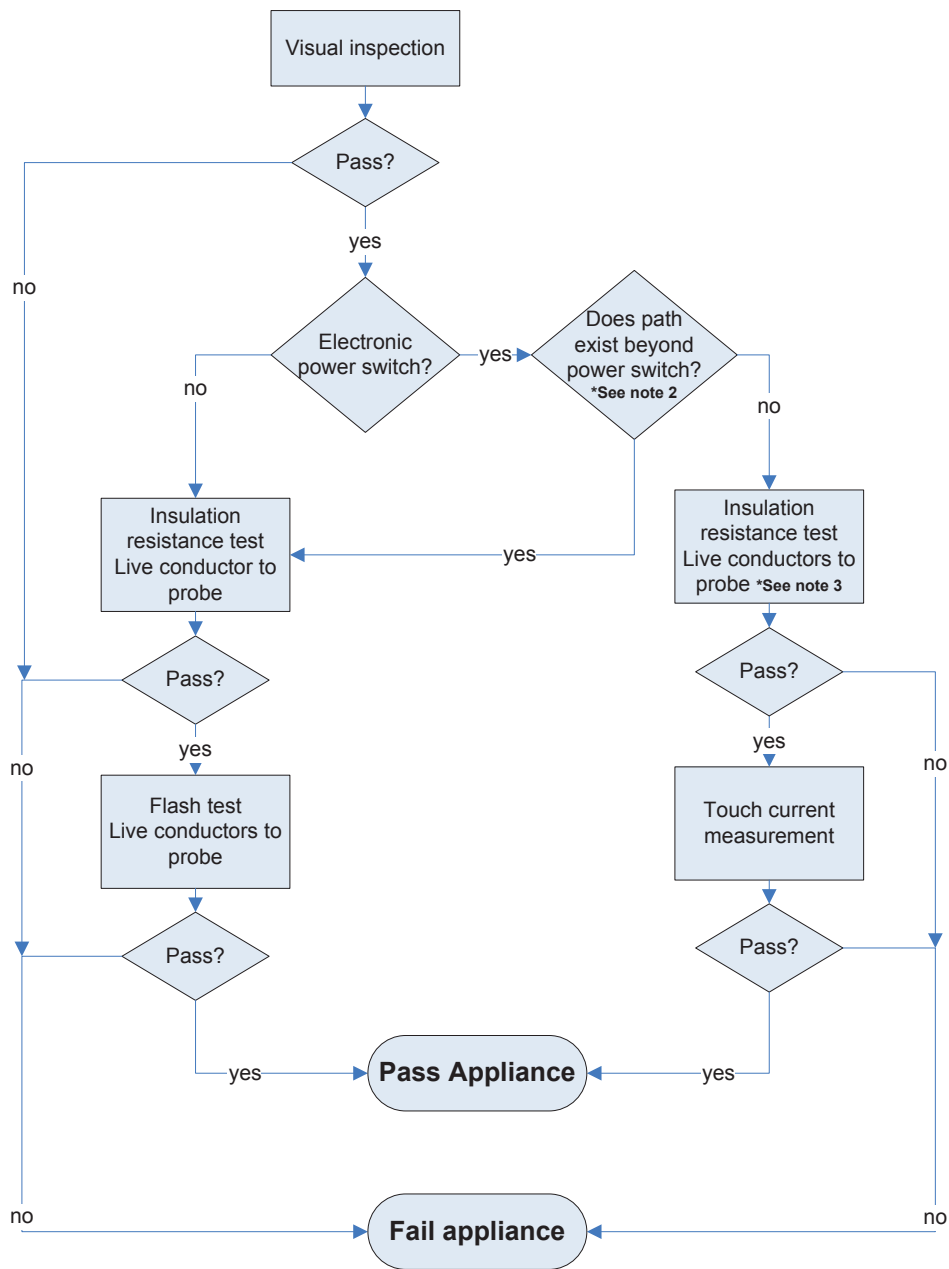 Visual inspection
Pass?
yes
no
Electronic
power switch?
yes
Does path
exist beyond
power switch?
*See note 2
no
no
Insulation
resistance test
Live conductor to
probe
yes
Insulation
resistance test
Live conductors to
probe *See note 3
Pass?
Pass?
yes
no
yes
no
Flash test
Live conductors to
probe
Touch current
measurement
Pass?
Pass?
yes
Pass Appliance
yes
no
Fail appliance
no